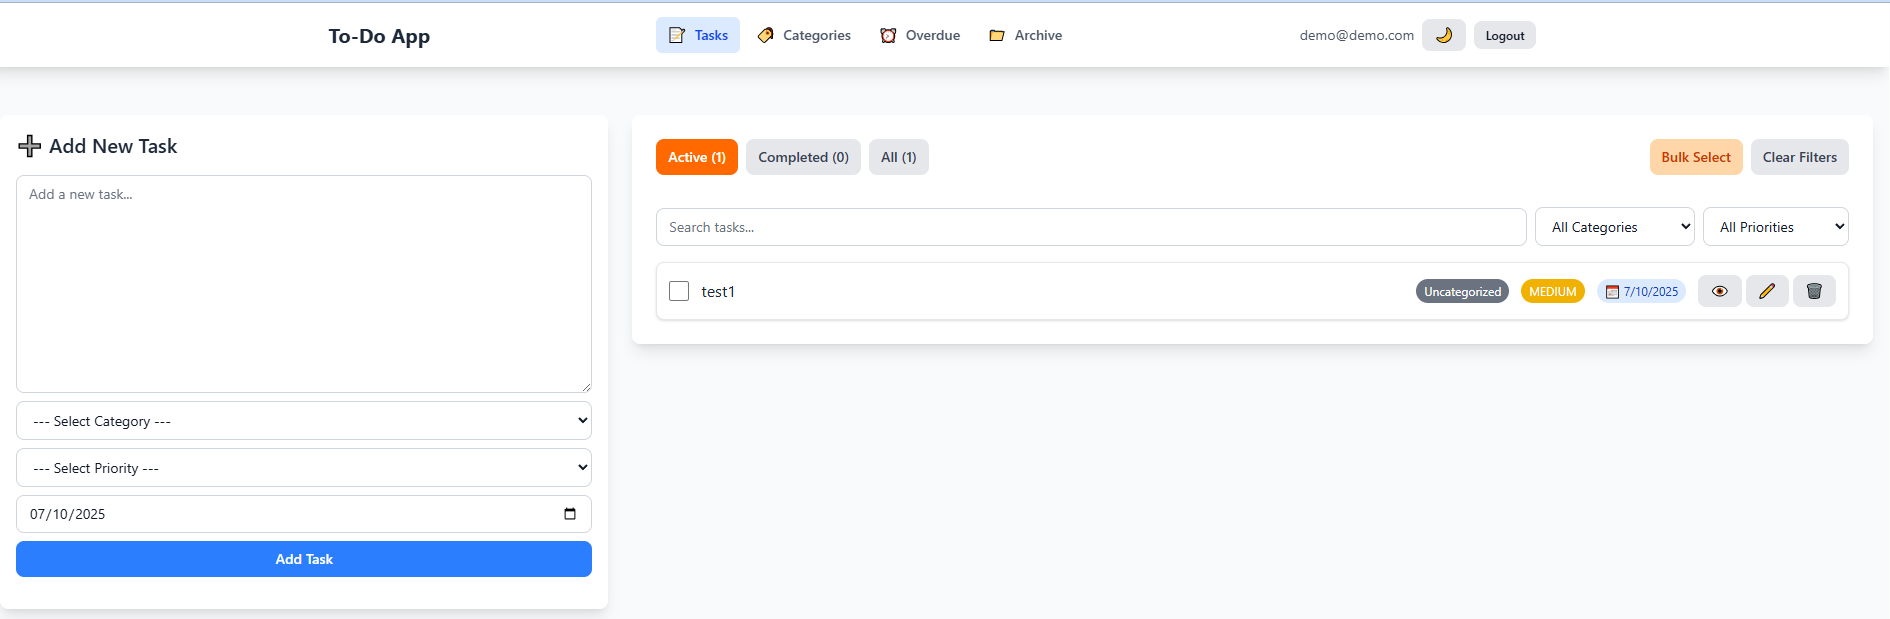 To-Do App
Tasks
Categories
Overdue
Archive
demo@demo.com
Logout
Add New Task
Add a new task...
--- Select Category ---
--- Select Priority ---
07/10/2025
Add Task
Active (1)
Completed (0)
All (1)
Bulk Select
Clear Filters
Search tasks...
All Categories
All Priorities
test1
Uncategorized
MEDIUM
7/10/2025